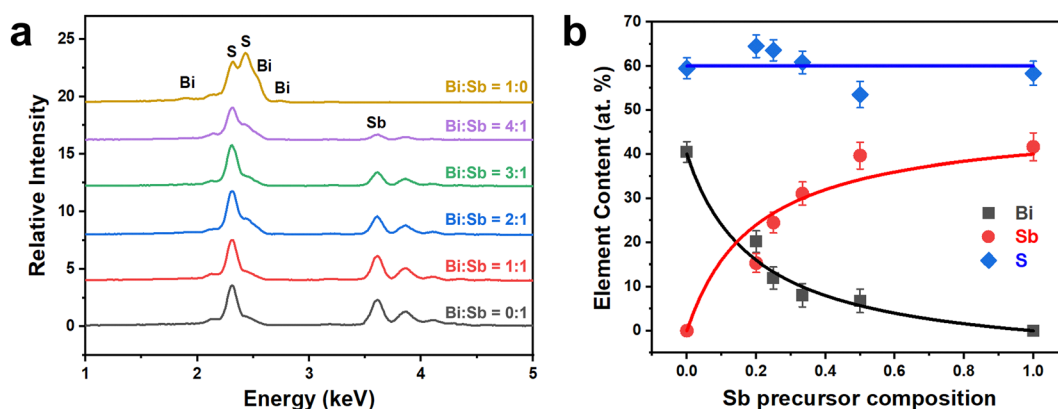 a
25
20
15
10
5
0
Relative Intensity
Bi
S
S
Bi
Bi
Sb
Bi:Sb = 1:0
Bi:Sb = 4:1
Bi:Sb = 3:1
Bi:Sb = 2:1
Bi:Sb = 1:1
Bi:Sb = 0:1
1 2 3 4 5
Energy (keV)
b
70
60
50
40
30
20
10
0
Element Content (at. %)
Bi
Sb
S
0.0 0.2 0.4 0.6 0.8 1.0
Sb precursor composition